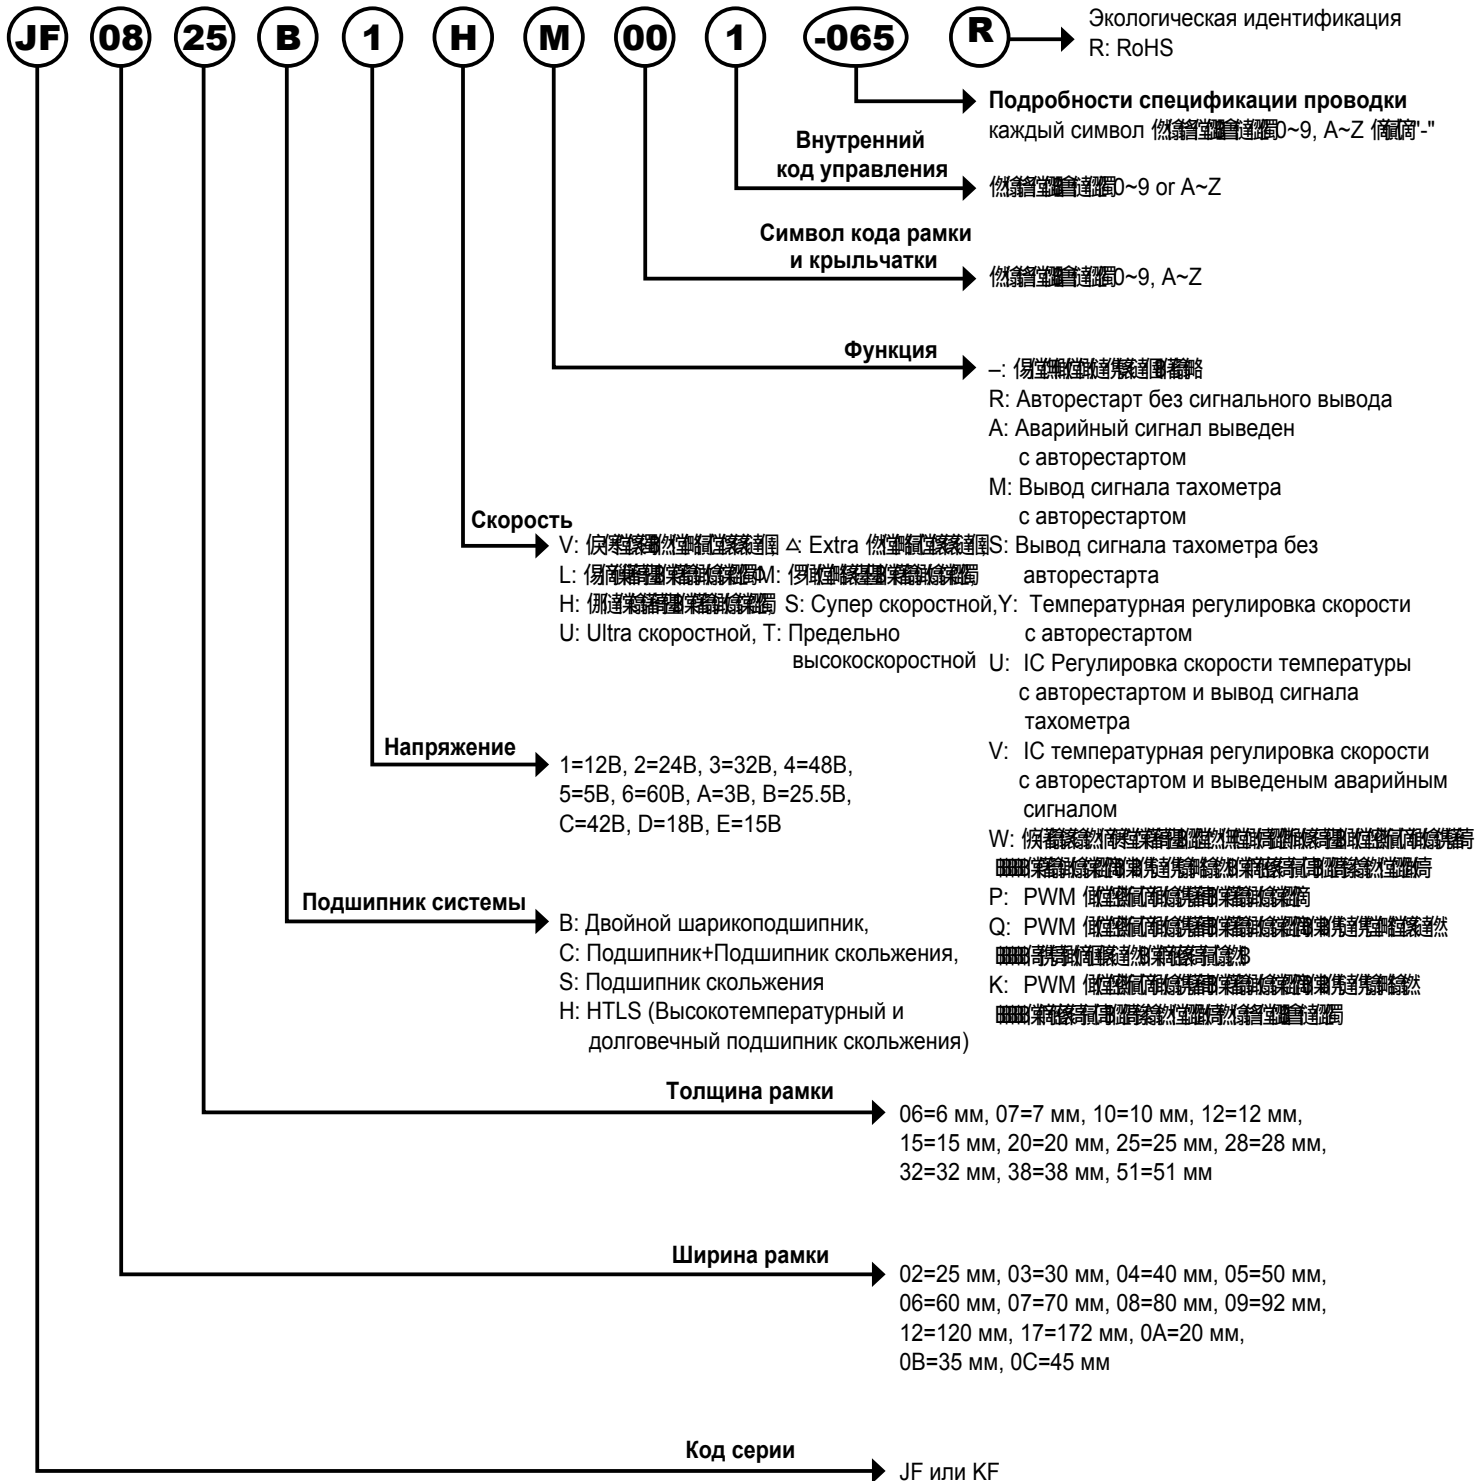 JF 08 25 B 1 H M 00 1 -065 R
Экологическая идентификация
R: RoHS
Подробности спецификации проводки
каждый символ 0~9, A~Z "-"
Внутренний
код управления
0~9 or A~Z
Символ кода рамки
и крыльчатки
0~9, A~Z
Функция
–:
R: Авторестарт без сигнального вывода
A: Аварийный сигнал выведен
с авторестартом
M: Вывод сигнала тахометра
с авторестартом
S: Вывод сигнала тахометра без
авторестарта
Y: Температурная регулировка скорости
с авторестартом
U: IC Регулировка скорости температуры
с авторестартом и вывод сигнала
тахометра
V: IC температурная регулировка скорости
с авторестартом и выведеным аварийным
сигналом
W:
P: PWM
Q: PWM
K: PWM
Скорость
V: Extra
L: M:
H: S: Супер скоростной,
U: Ultra скоростной, T: Предельно
высокоскоростной
Напряжение
1=12В, 2=24В, 3=32В, 4=48В,
5=5В, 6=60В, A=3В, B=25.5В,
C=42В, D=18В, E=15В
Подшипник системы
B: Двойной шарикоподшипник,
C: Подшипник+Подшипник скольжения,
S: Подшипник скольжения
H: HTLS (Высокотемпературный и
долговечный подшипник скольжения)
Толщина рамки
06=6 мм, 07=7 мм, 10=10 мм, 12=12 мм,
15=15 мм, 20=20 мм, 25=25 мм, 28=28 мм,
32=32 мм, 38=38 мм, 51=51 мм
Ширина рамки
02=25 мм, 03=30 мм, 04=40 мм, 05=50 мм,
06=60 мм, 07=70 мм, 08=80 мм, 09=92 мм,
12=120 мм, 17=172 мм, 0A=20 мм,
0B=35 мм, 0C=45 мм
Код серии
JF или KF